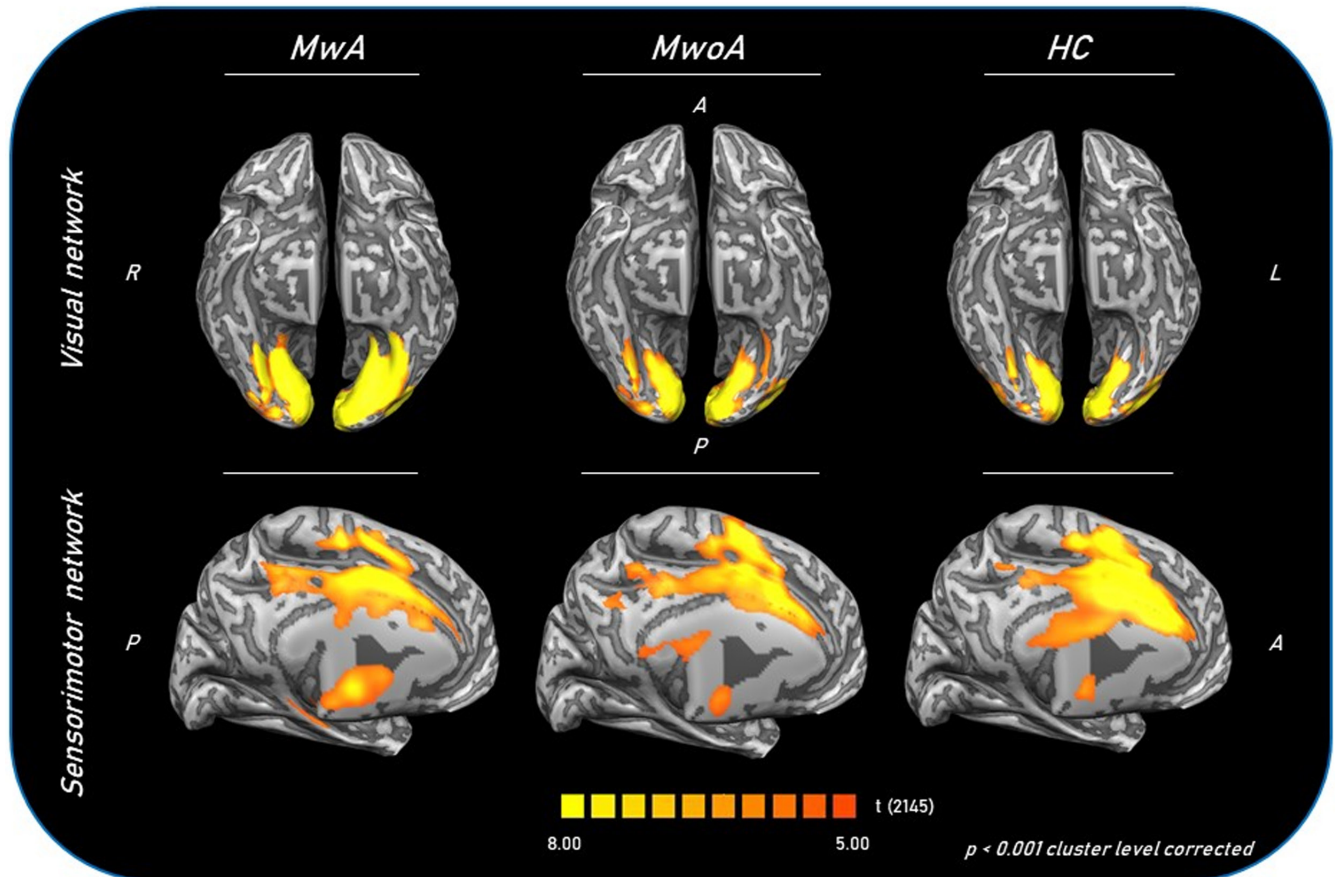 MwA MwoA HC
A
Visual network
R L
P
Sensorimotor network
P A
t (2145)
8.00 5.00
p < 0.001 cluster level corrected